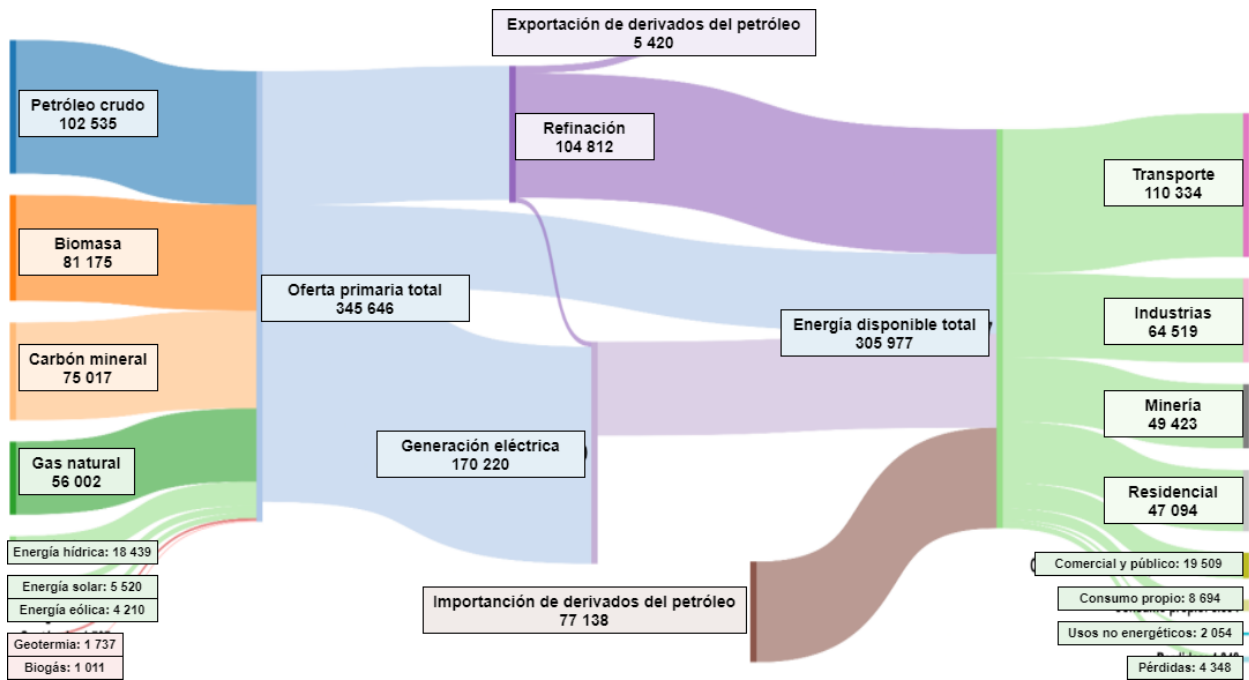 Exportación de derivados del petróleo
5 420
Petróleo crudo
102 535
Refinación
104 812
Transporte
110 334
Biomasa
81 175
Oferta primaria total
345 646
Energía disponible total
305 977
Industrias
64 519
Carbón mineral
75 017
Minería
49 423
Generación eléctrica
170 220
Gas natural
56 002
Residencial
47 094
Energía hídrica: 18 439
Comercial y público: 19 509
Energía solar: 5 520
Importanción de derivados del petróleo
77 138
Consumo propio: 8 694
Energía eólica: 4 210
Usos no energéticos: 2 054
Geotermia: 1 737
Biogás: 1 011
Pérdidas: 4 348